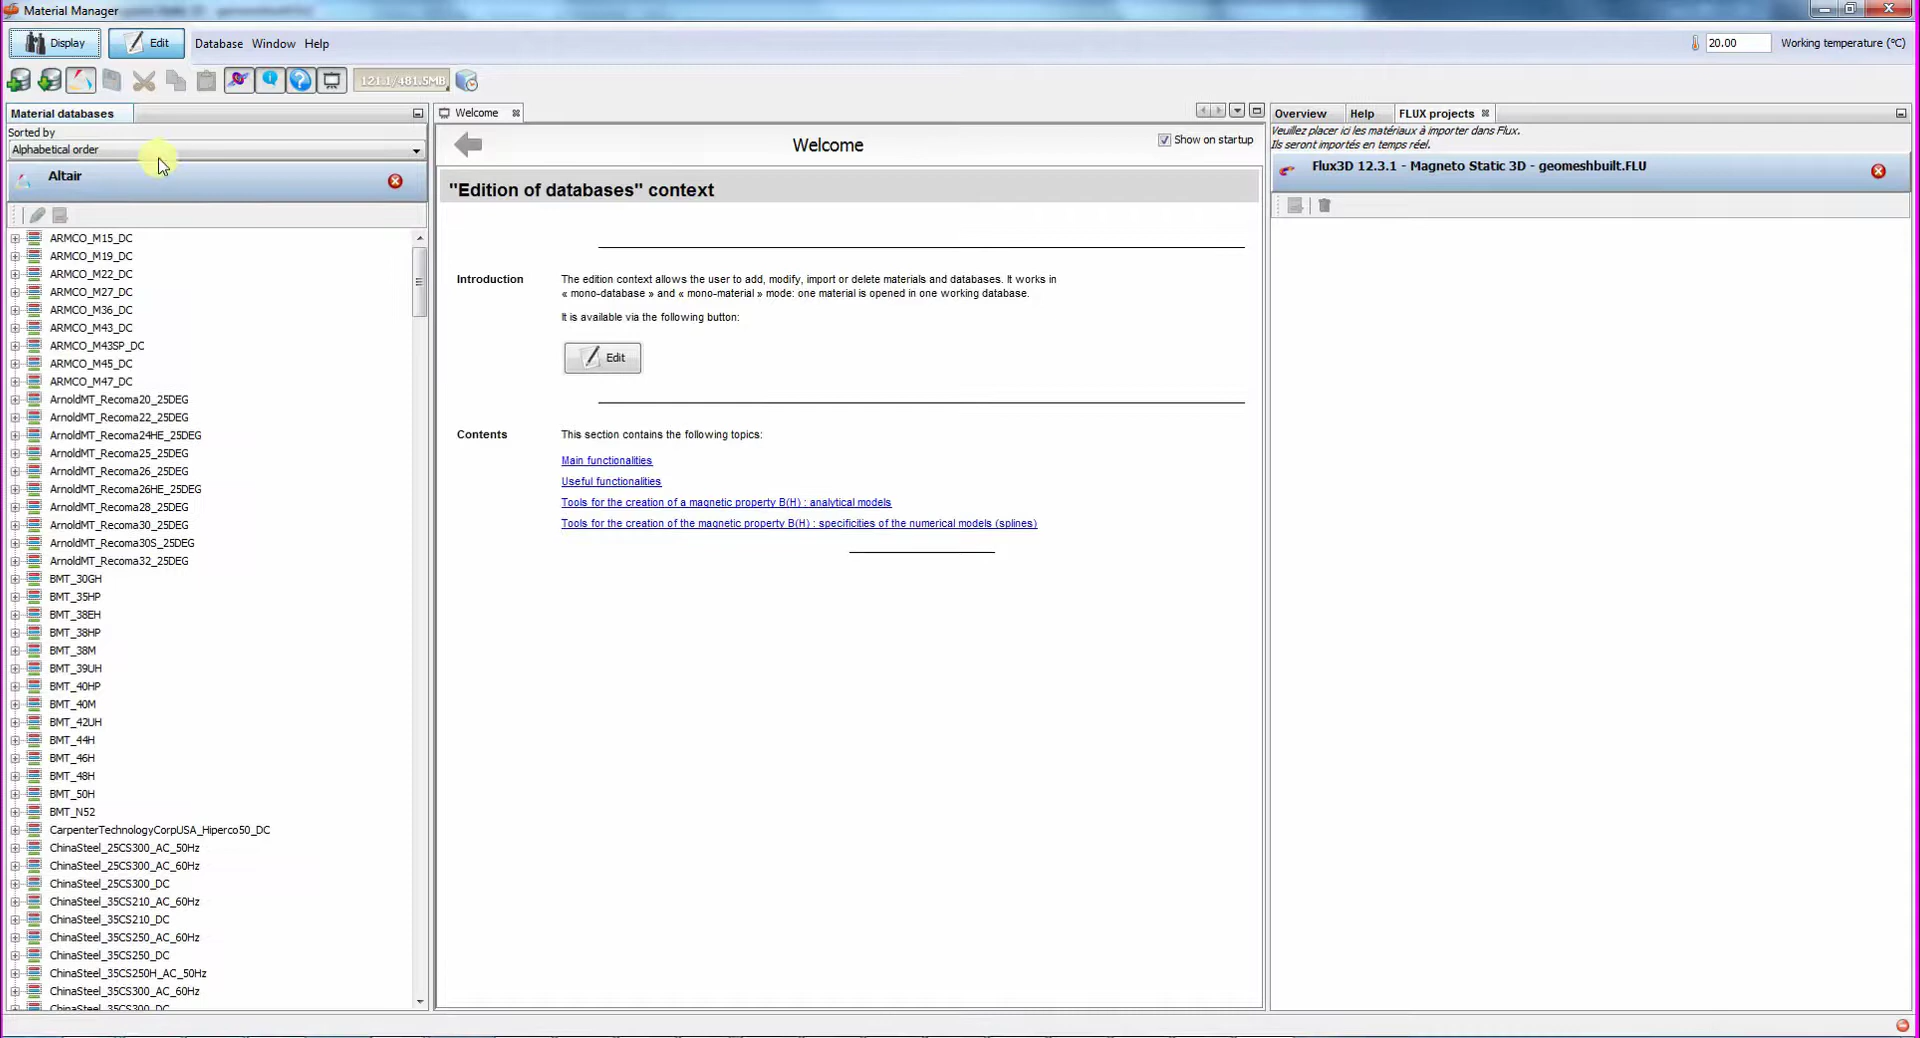 Material Manager
Display
Edit
Database
Window
Help
20.00
Working temperature (°C)
121.1/481.5MB
Material databases
Sorted by
Alphabetical order
Altair
ARMCO_M15_DC
ARMCO_M19_DC
ARMCO_M22_DC
ARMCO_M27_DC
ARMCO_M36_DC
ARMCO_M43_DC
ARMCO_M43SP_DC
ARMCO_M45_DC
ARMCO_M47_DC
ArnoldMT_Recoma20_25DEG
ArnoldMT_Recoma22_25DEG
ArnoldMT_Recoma24HE_25DEG
ArnoldMT_Recoma25_25DEG
ArnoldMT_Recoma26_25DEG
ArnoldMT_Recoma26HE_25DEG
ArnoldMT_Recoma28_25DEG
ArnoldMT_Recoma30_25DEG
ArnoldMT_Recoma30S_25DEG
ArnoldMT_Recoma32_25DEG
BMT_30GH
BMT_35HP
BMT_38EH
BMT_38HP
BMT_38M
BMT_39UH
BMT_40HP
BMT_40M
BMT_42UH
BMT_44H
BMT_46H
BMT_48H
BMT_50H
BMT_N52
CarpenterTechnologyCorpUSA_Hiperco50_DC
ChinaSteel_25CS300_AC_50Hz
ChinaSteel_25CS300_AC_60Hz
ChinaSteel_25CS300_DC
ChinaSteel_35CS210_AC_60Hz
ChinaSteel_35CS210_DC
ChinaSteel_35CS250_AC_60Hz
ChinaSteel_35CS250_DC
ChinaSteel_35CS250H_AC_50Hz
ChinaSteel_35CS300_AC_60Hz
ChinaSteel_35CS300_DC
Welcome
Welcome
Show on startup
"Edition of databases" context
Introduction
The edition context allows the user to add, modify, import or delete materials and databases. It works in
« mono-database » and « mono-material » mode: one material is opened in one working database.
It is available via the following button:
Edit
Contents
This section contains the following topics:
Main functionalities
Useful functionalities
Tools for the creation of a magnetic property B(H) : analytical models
Tools for the creation of the magnetic property B(H) : specificities of the numerical models (splines)
Overview
Help
FLUX projects
Veuillez placer ici les matériaux à importer dans Flux.
Ils seront importés en temps réel.
Flux3D 12.3.1 - Magneto Static 3D - geomeshbuilt.FLU